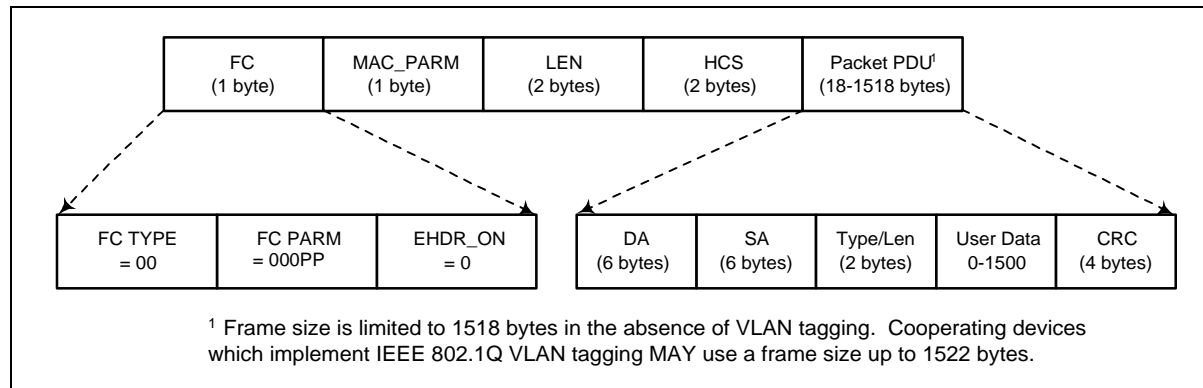 FC
(1 byte)
MAC_PARM
(1 byte)
LEN
(2 bytes)
HCS
(2 bytes)
Packet PDU¹
(18-1518 bytes)
FC TYPE
= 00
FC PARM
= 000PP
EHDR_ON
= 0
DA
(6 bytes)
SA
(6 bytes)
Type/Len
(2 bytes)
User Data
0-1500
CRC
(4 bytes)
¹ Frame size is limited to 1518 bytes in the absence of VLAN tagging. Cooperating devices
which implement IEEE 802.1Q VLAN tagging MAY use a frame size up to 1522 bytes.